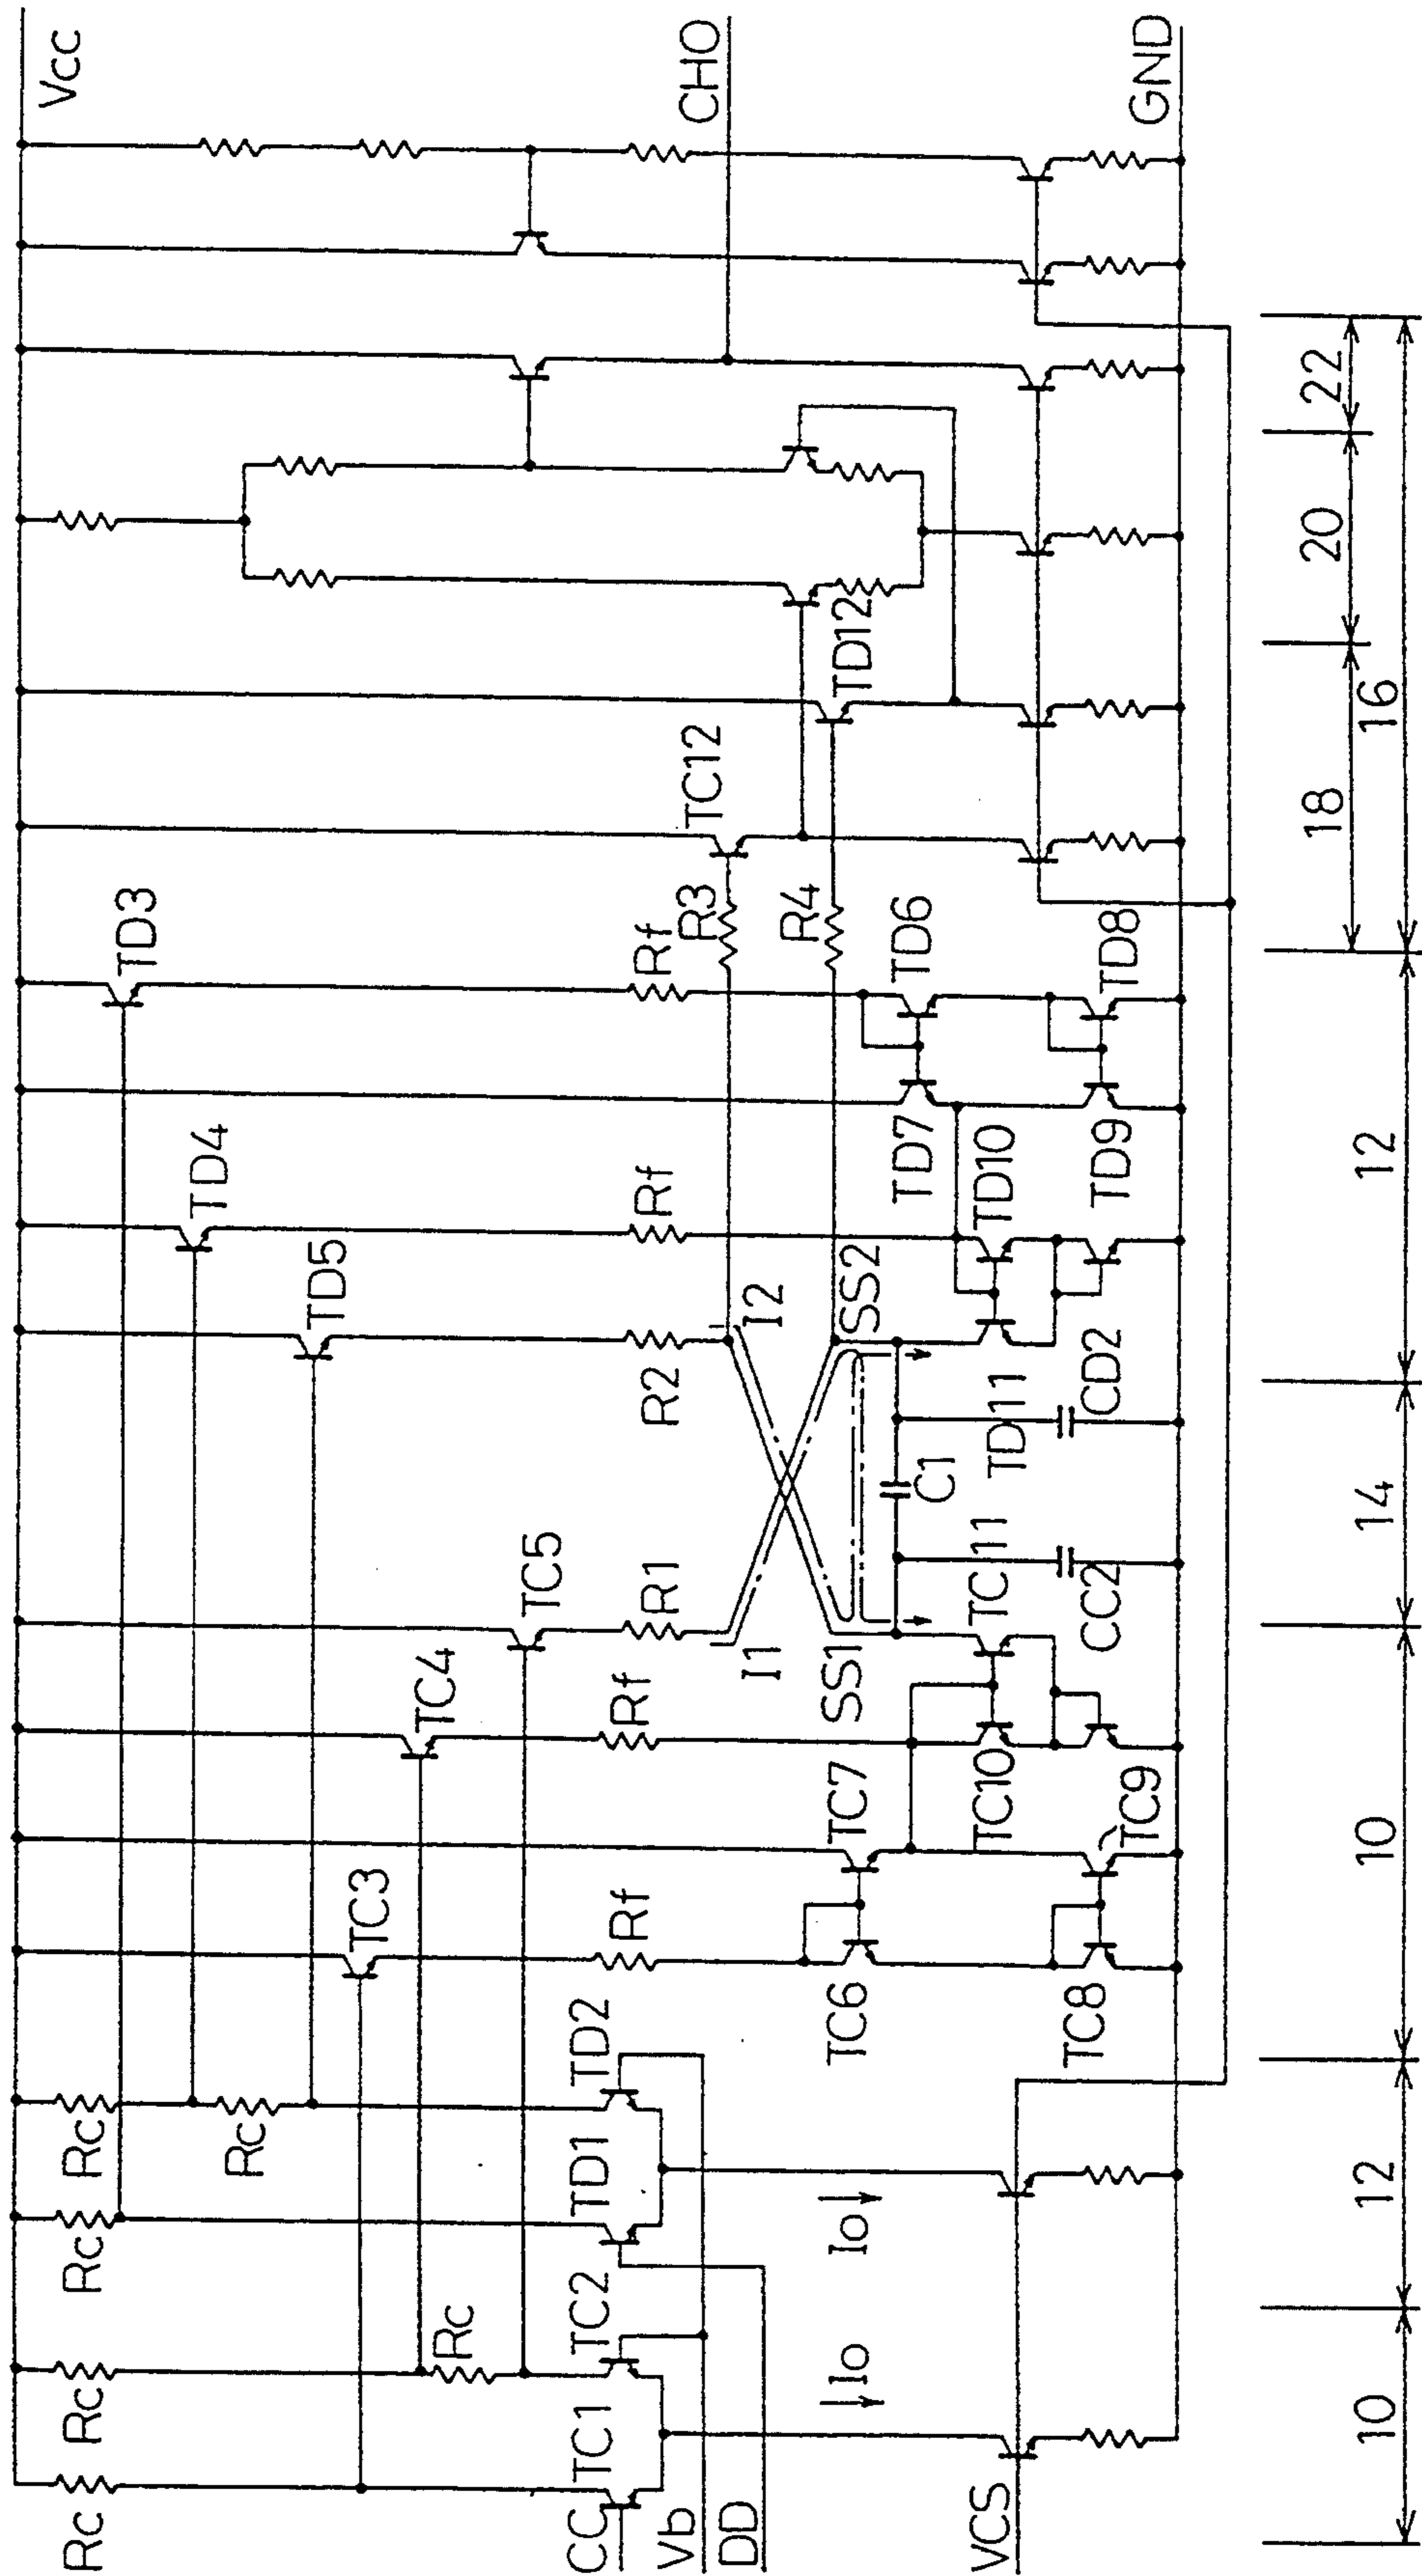 Vcc
CHO
GND
TD3
TD4
TD5
TC12
TD12
R3
R4
Rf
TD6
TD8
Rf
TD7
TD10
TD9
R2
I2
SS2
TD11
CD2
C1
TC5
R1
I1
SS1
TC11
CC2
TC4
Rf
TC7
TC10
TC9
TC3
Rf
TC6
TC8
Rc
Rc
TD2
Rc
TD1
Io
Rc
Rc
TC2
Io
Rc
TC1
CC
Vb
DD
VCS
10
12
10
14
12
18
20
22
16